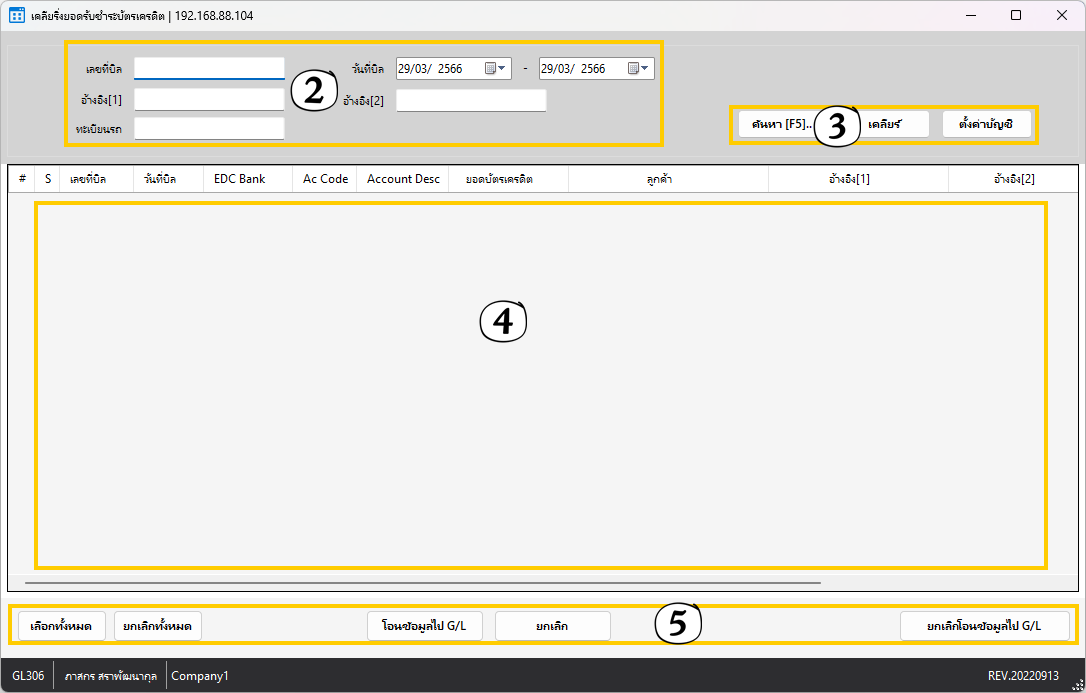 เคลียริ่งยอดรับชำระบัตรเครดิต | 192.168.88.104
เลขที่บิล
วันที่บิล 29/03/ 2566 - 29/03/ 2566
อ้างอิง[1]
2
อ้างอิง[2]
ทะเบียนรถ
ค้นหา [F5]..
3
เคลียร์
ตั้งค่าบัญชี
# S เลขที่บิล วันที่บิล EDC Bank Ac Code Account Desc ยอดบัตรเครดิต ลูกค้า อ้างอิง[1] อ้างอิง[2]
4
เลือกทั้งหมด ยกเลิกทั้งหมด โอนข้อมูลไป G/L ยกเลิก 5 ยกเลิกโอนข้อมูลไป G/L
GL306 ภาสกร สราพัฒนากุล Company1 REV.20220913